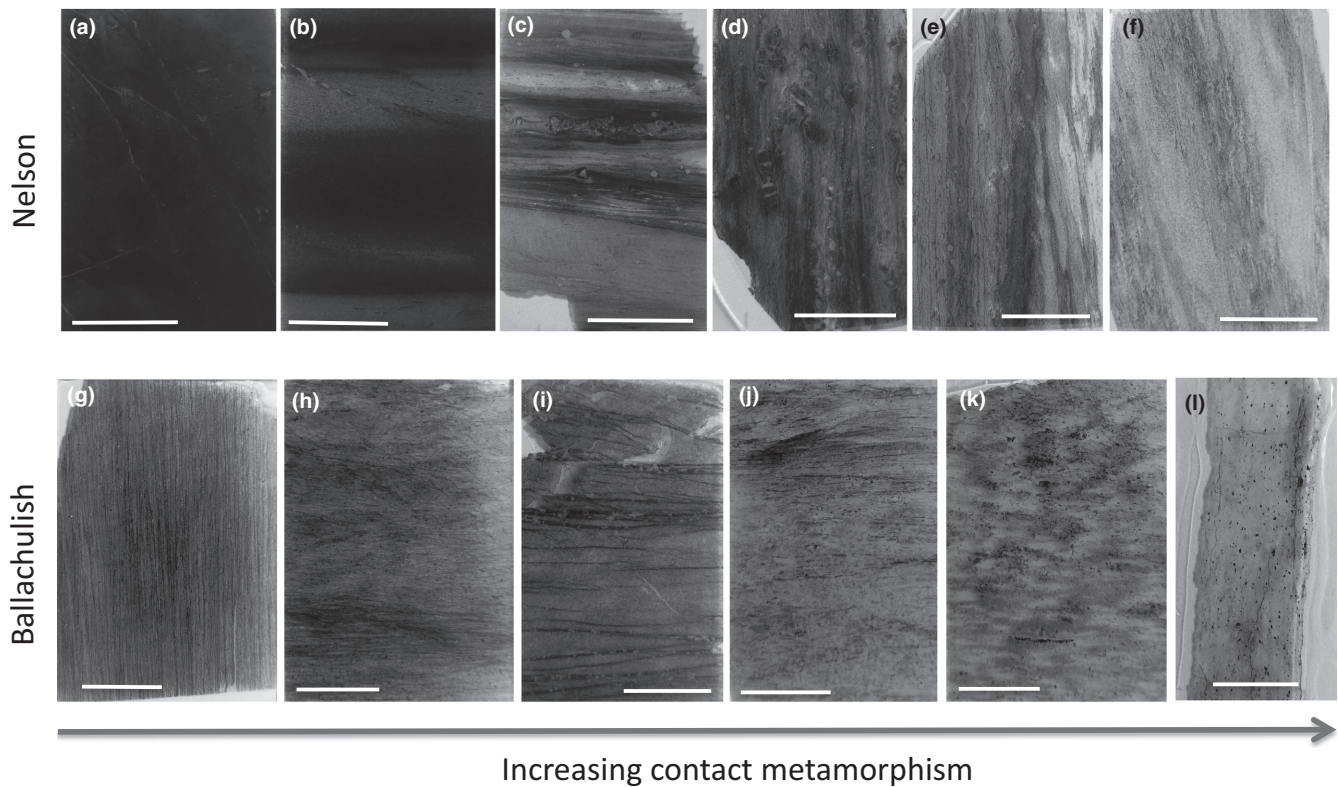 Nelson
(a) (b) (c) (d) (e) (f)
Ballachulish
(g) (h) (i) (j) (k) (l)
Increasing contact metamorphism